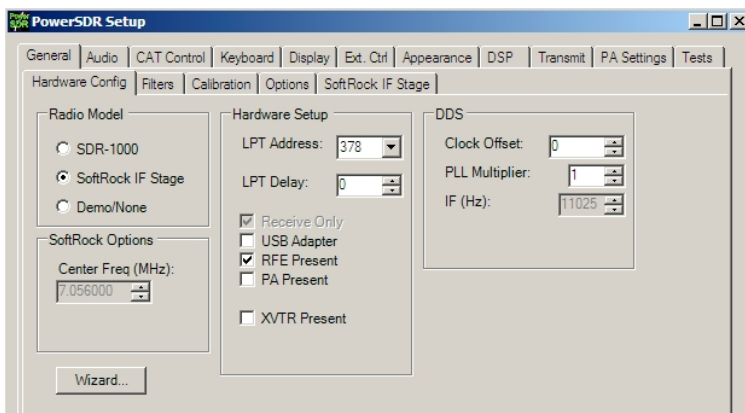 Power SDR PowerSDR Setup
General Audio CAT Control Keyboard Display Ext. Ctrl Appearance DSP Transmit PA Settings Tests
Hardware Config Filters Calibration Options SoftRock IF Stage
Radio Model
SDR-1000
SoftRock IF Stage
Demo/None
SoftRock Options
Center Freq (MHz):
7.056000
Wizard...
Hardware Setup
LPT Address: 378
LPT Delay: 0
Receive Only
USB Adapter
RFE Present
PA Present
XVTR Present
DDS
Clock Offset: 0
PLL Multiplier: 1
IF (Hz): 11025